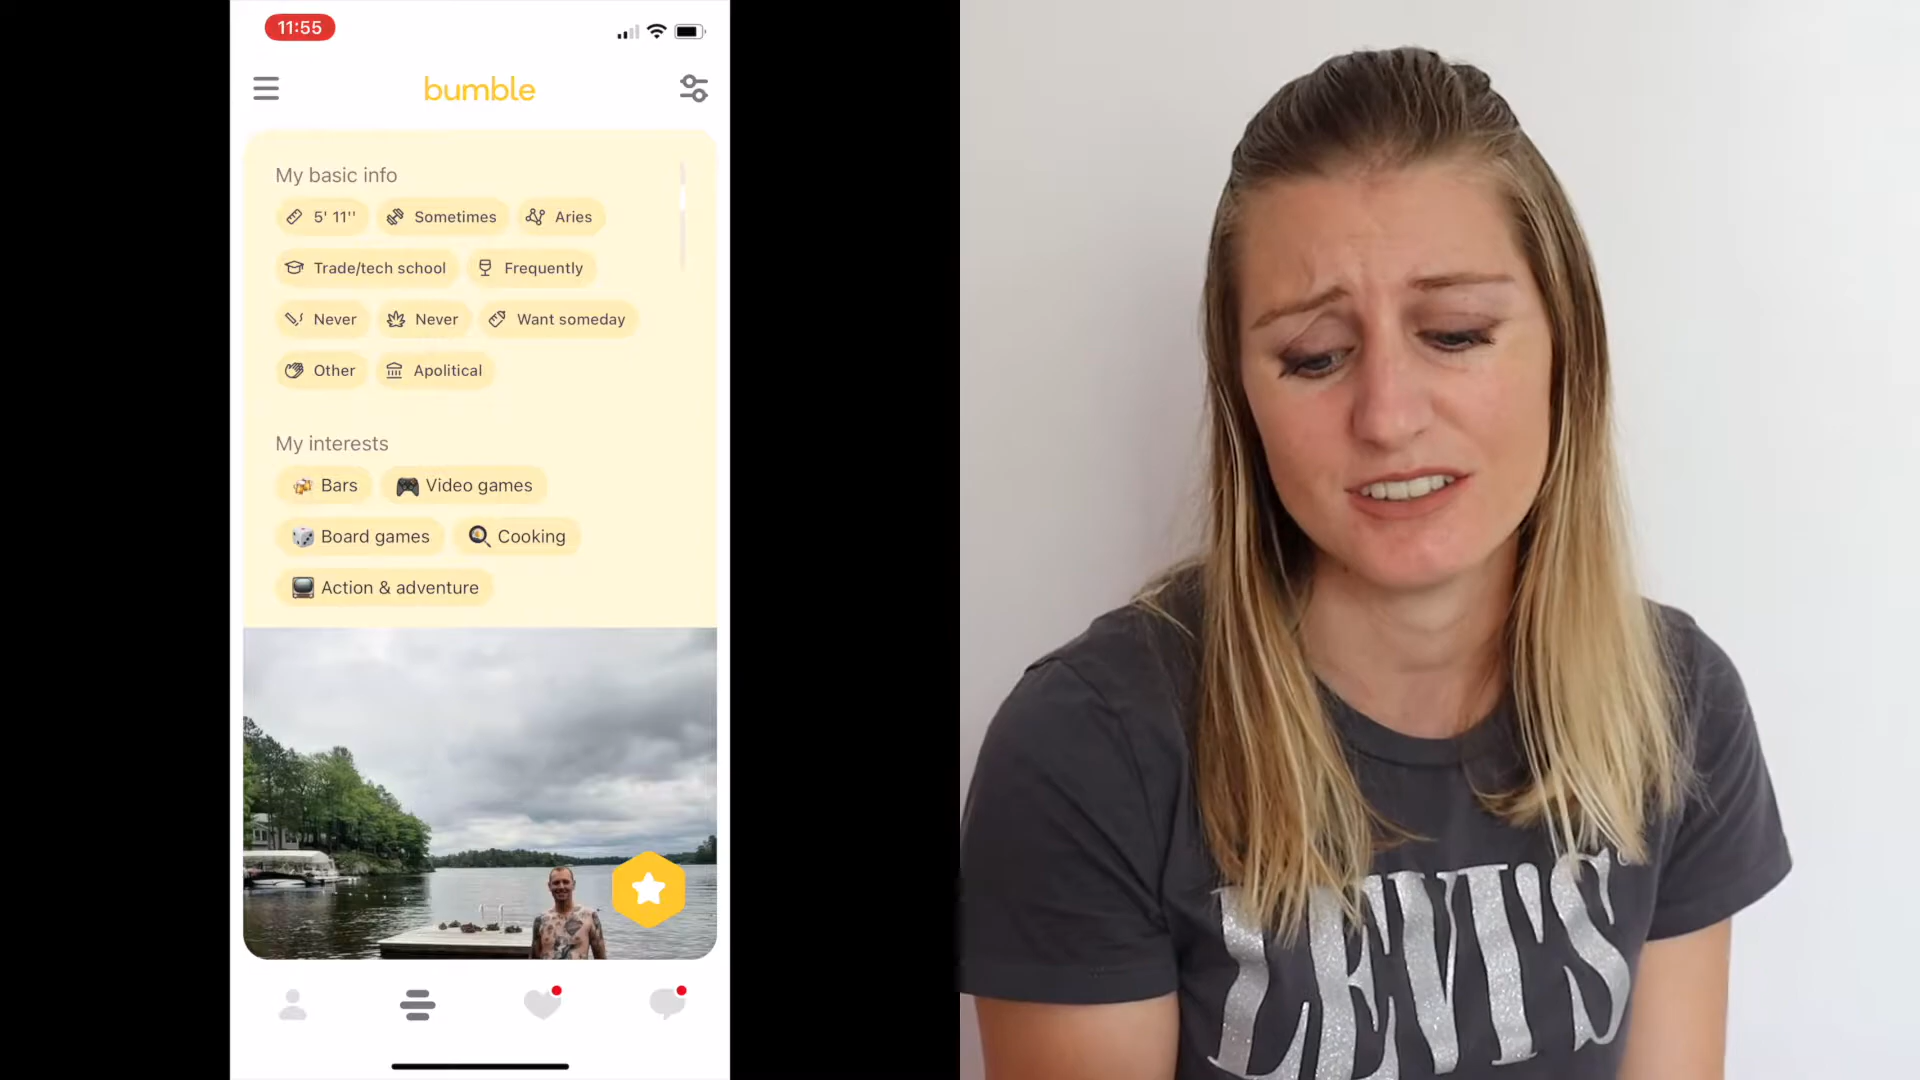 11:55
bumble
My basic info
5' 11'' Sometimes Aries
Trade/tech school Frequently
Never Never Want someday
Other Apolitical
My interests
Bars Video games
Board games Cooking
Action & adventure
LEVI'S